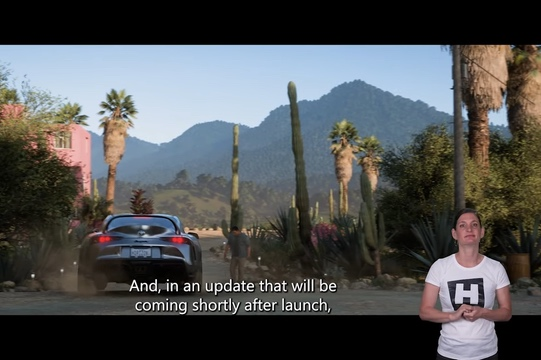 And, in an update that will be
coming shortly after launch,
H